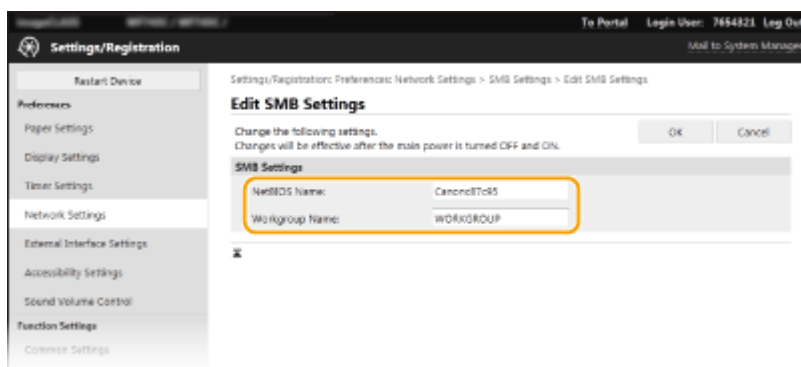 To Portal Login User: 7654321 Log Out
Settings/Registration
Mail to System Manager
Restart Device
Settings/Registration: Preferences: Network Settings > SMB Settings > Edit SMB Settings
Preferences
Edit SMB Settings
Paper Settings
Change the following settings.
Changes will be effective after the main power is turned OFF and ON.
OK
Cancel
Display Settings
SMB Settings
Timer Settings
NetBIOS Name:
Network Settings
Workgroup Name: WORKGROUP
External Interface Settings
Accessibility Settings
Sound Volume Control
Function Settings
Common Settings